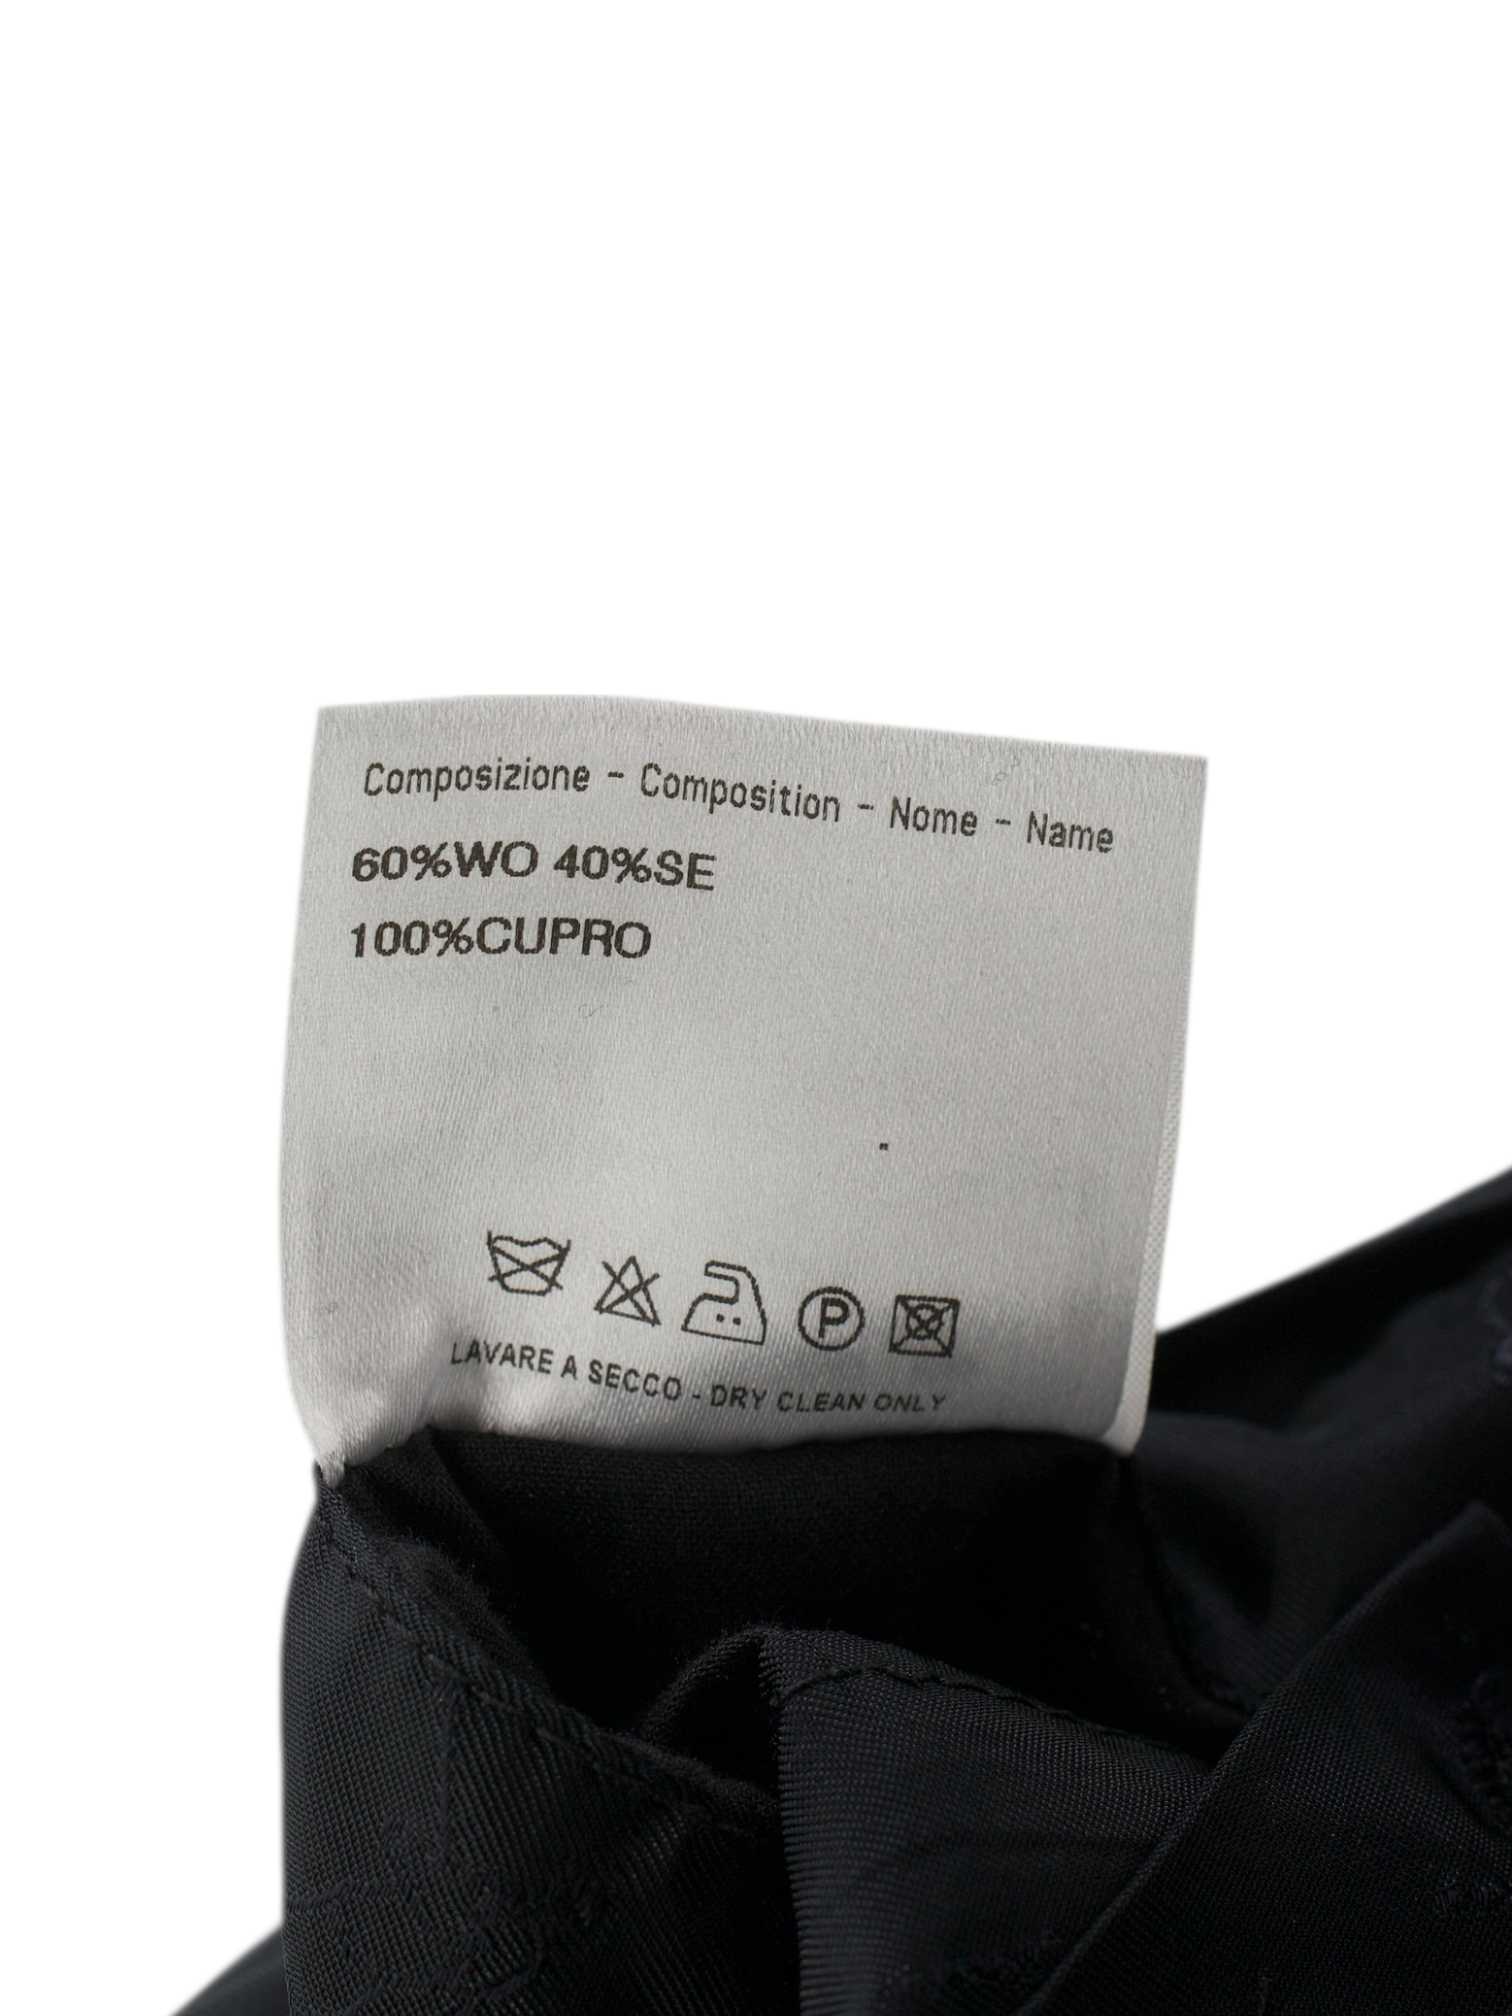 Composizione - Composition - Nome - Name
60%WO 40%SE
100%CUPRO
P
LAVARE A SECCO - DRY CLEAN ONLY